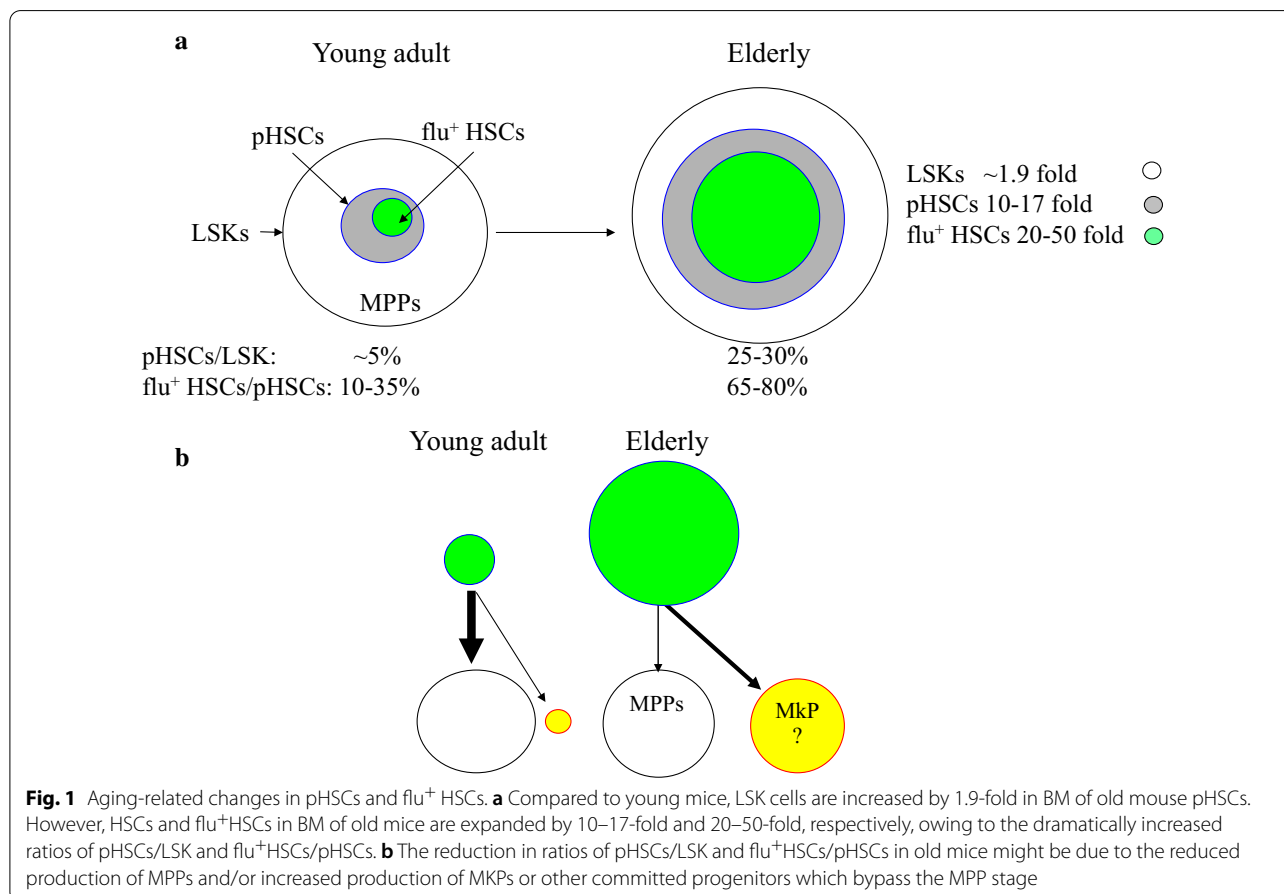 a
Young adult
Elderly
pHSCs
flu⁺ HSCs
LSKs
MPPs
LSKs ~1.9 fold
pHSCs 10-17 fold
flu⁺ HSCs 20-50 fold
pHSCs/LSK: ~5% 25-30%
flu⁺ HSCs/pHSCs: 10-35% 65-80%
b
Young adult
Elderly
MPPs
MkP
?
Fig. 1 Aging-related changes in pHSCs and flu⁺ HSCs. a Compared to young mice, LSK cells are increased by 1.9-fold in BM of old mouse pHSCs.
However, HSCs and flu⁺HSCs in BM of old mice are expanded by 10–17-fold and 20–50-fold, respectively, owing to the dramatically increased
ratios of pHSCs/LSK and flu⁺HSCs/pHSCs. b The reduction in ratios of pHSCs/LSK and flu⁺HSCs/pHSCs in old mice might be due to the reduced
production of MPPs and/or increased production of MKPs or other committed progenitors which bypass the MPP stage